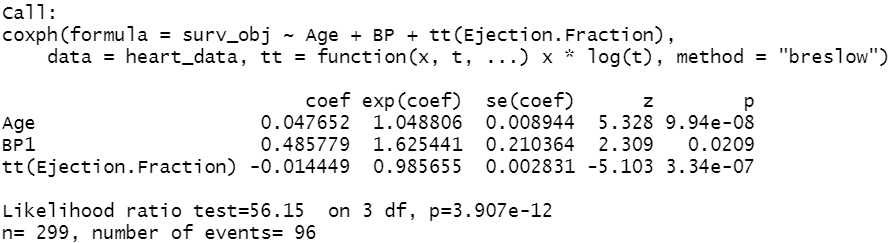 Call:
coxph(formula = surv_obj ~ Age + BP + tt(Ejection.Fraction),
    data = heart_data, tt = function(x, t, ...) x * log(t), method = "breslow")

                            coef exp(coef)  se(coef)      z        p
Age                     0.047652  1.048806  0.008944  5.328 9.94e-08
BP1                     0.485779  1.625441  0.210364  2.309   0.0209
tt(Ejection.Fraction) -0.014449  0.985655  0.002831 -5.103 3.34e-07

Likelihood ratio test=56.15  on 3 df, p=3.907e-12
n= 299, number of events= 96